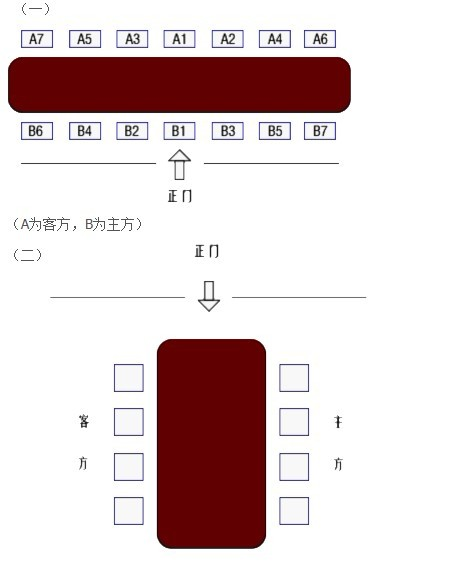 （一）
A7 A5 A3 A1 A2 A4 A6
B6 B4 B2 B1 B3 B5 B7
正门
（A为客方，B为主方）
（二）
正门
客方
主方